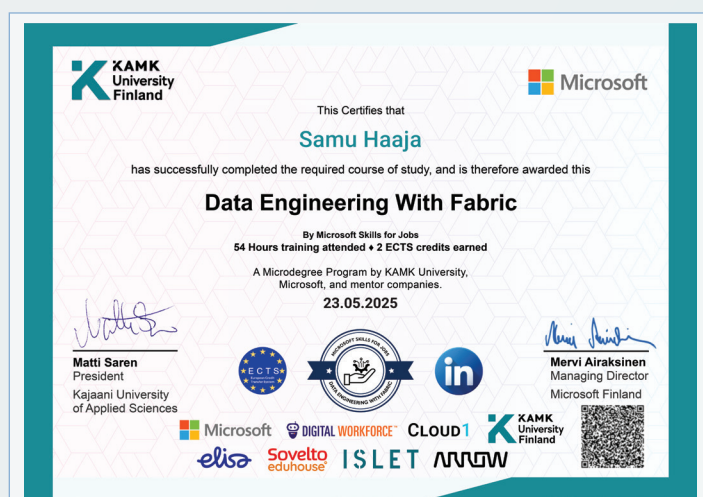 KAMK
University
Finland
Microsoft
This Certifies that
Samu Haaja
has successfully completed the required course of study, and is therefore awarded this
Data Engineering With Fabric
By Microsoft Skills for Jobs
54 Hours training attended ♦ 2 ECTS credits earned
A Microdegree Program by KAMK University,
Microsoft, and mentor companies.
23.05.2025
Matti Saren
President
Kajaani University
of Applied Sciences
ECTS
MICROSOFT SKILLS FOR JOBS
DATA ENGINEERING WITH FABRIC
in
Mervi Airaksinen
Managing Director
Microsoft Finland
Microsoft
DIGITAL WORKFORCE
CLOUD1
KAMK
University
Finland
elisa
Sovelto
eduhouse
ISLET
ARROW